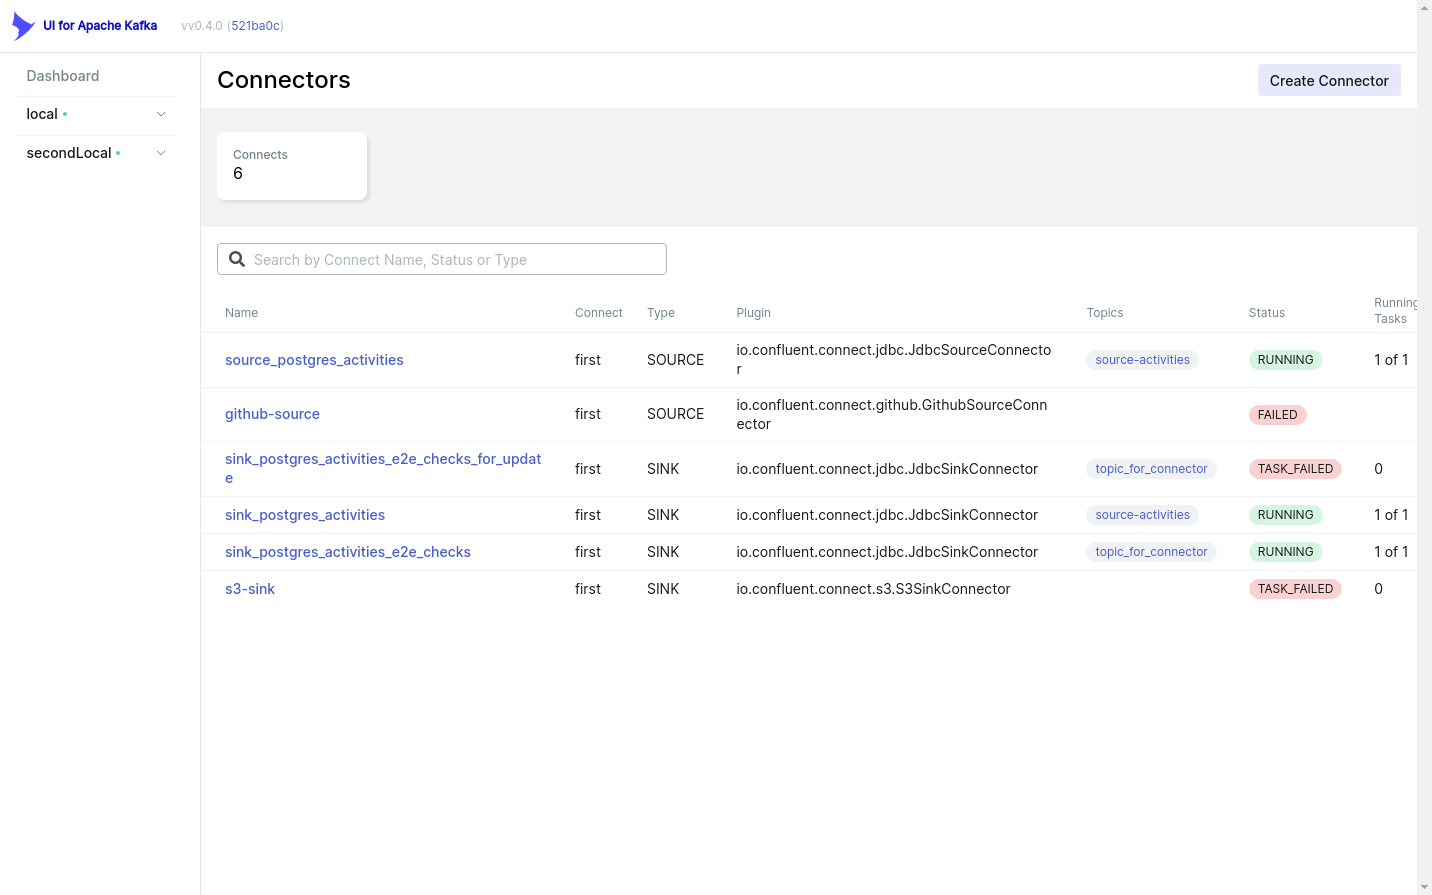 UI for Apache Kafka vv0.4.0 (521ba0c)
Dashboard
local
secondLocal
Connectors
Create Connector
Connects
6
Search by Connect Name, Status or Type
Name Connect Type Plugin Topics Status Running Tasks
source_postgres_activities first SOURCE io.confluent.connect.jdbc.JdbcSourceConnecto
r source-activities RUNNING 1 of 1
github-source first SOURCE io.confluent.connect.github.GithubSourceConn
ector FAILED
sink_postgres_activities_e2e_checks_for_updat
e first SINK io.confluent.connect.jdbc.JdbcSinkConnector topic_for_connector TASK_FAILED 0
sink_postgres_activities first SINK io.confluent.connect.jdbc.JdbcSinkConnector source-activities RUNNING 1 of 1
sink_postgres_activities_e2e_checks first SINK io.confluent.connect.jdbc.JdbcSinkConnector topic_for_connector RUNNING 1 of 1
s3-sink first SINK io.confluent.connect.s3.S3SinkConnector TASK_FAILED 0